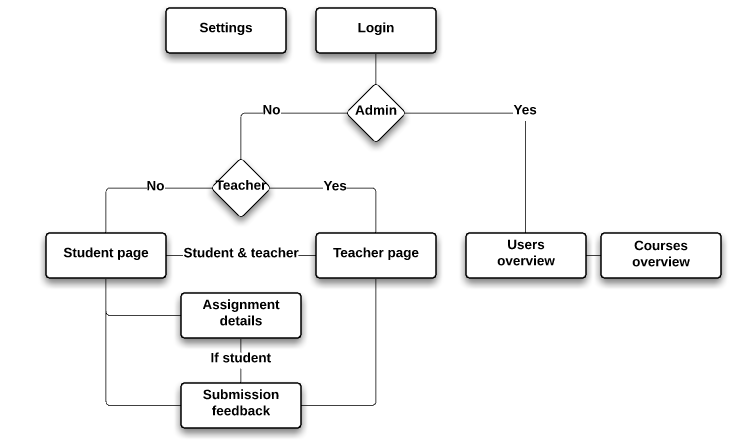 Settings
Login
Admin
No
Yes
Teacher
No
Yes
Student page
Student & teacher
Teacher page
Users
overview
Courses
overview
Assignment
details
If student
Submission
feedback